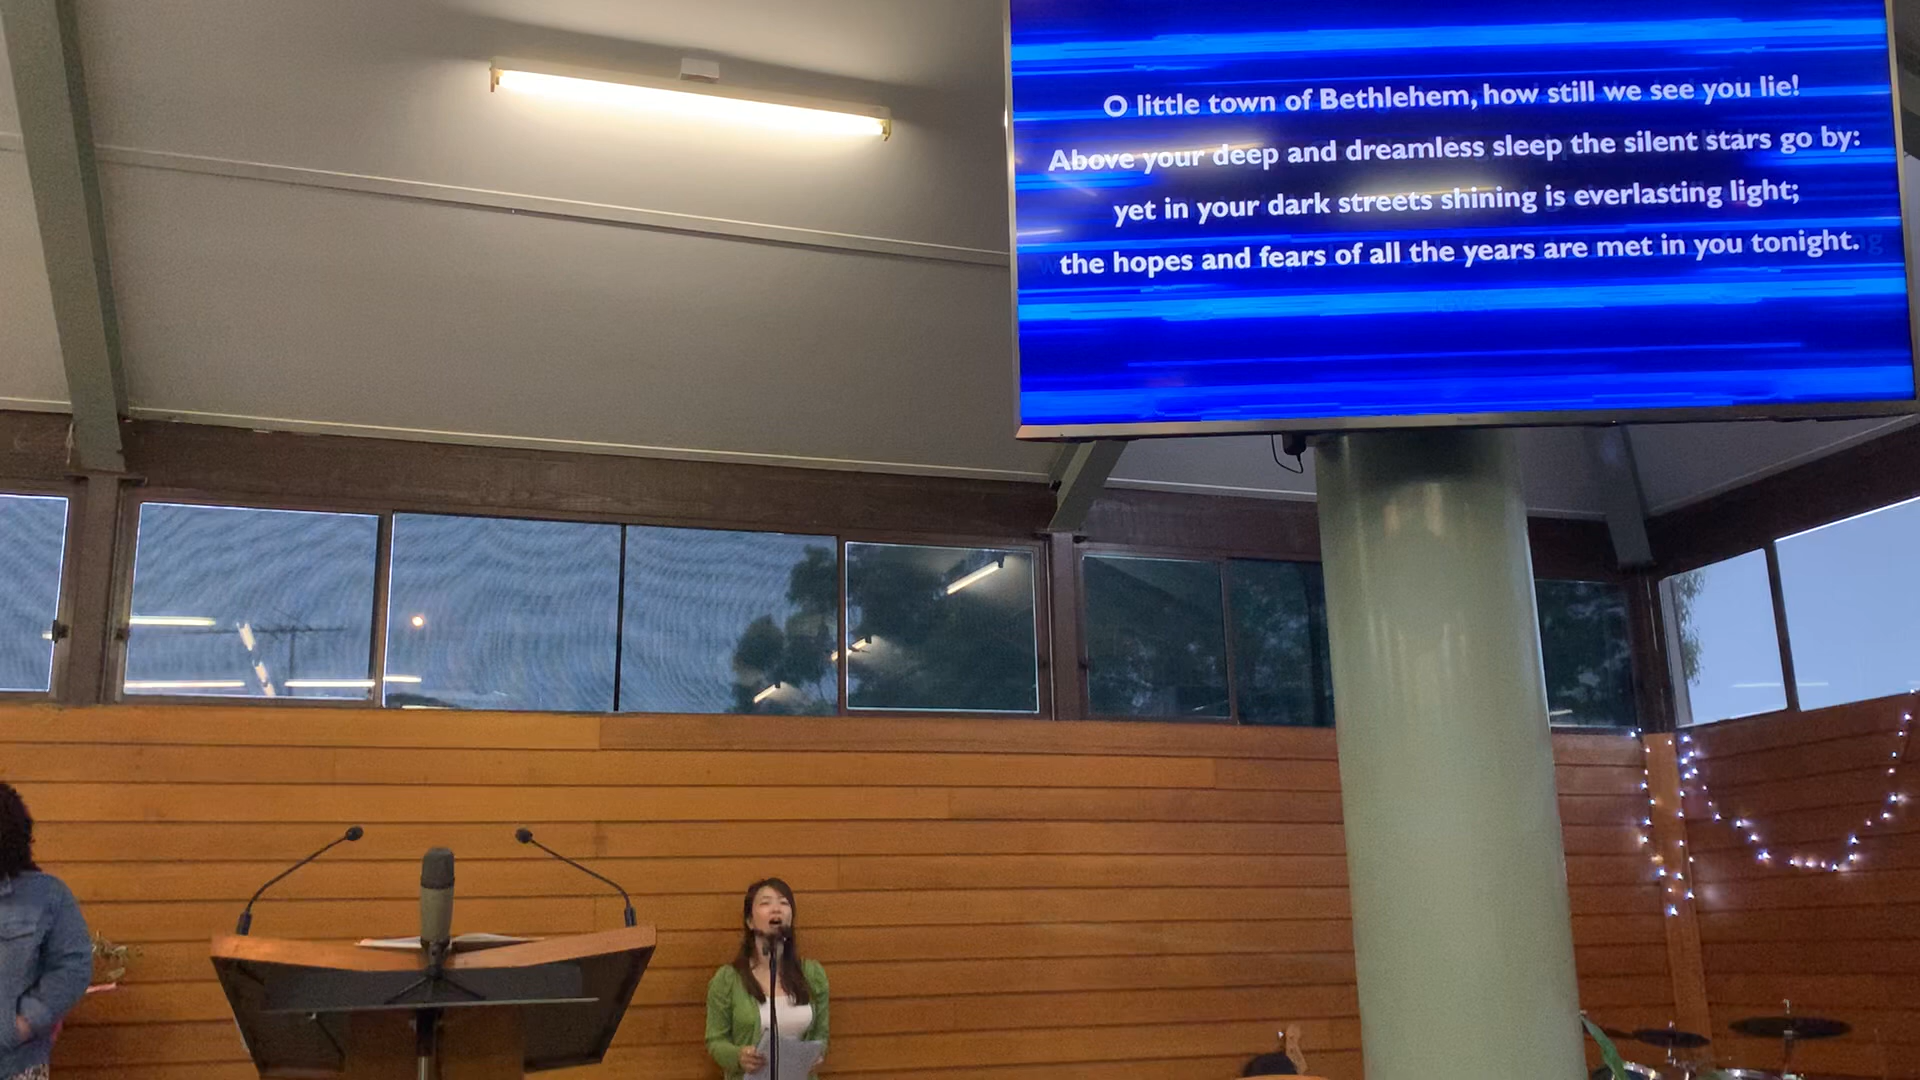 O little town of Bethlehem, how still we see you lie!
Above your deep and dreamless sleep the silent stars go by:
yet in your dark streets shining is everlasting light;
the hopes and fears of all the years are met in you tonight.